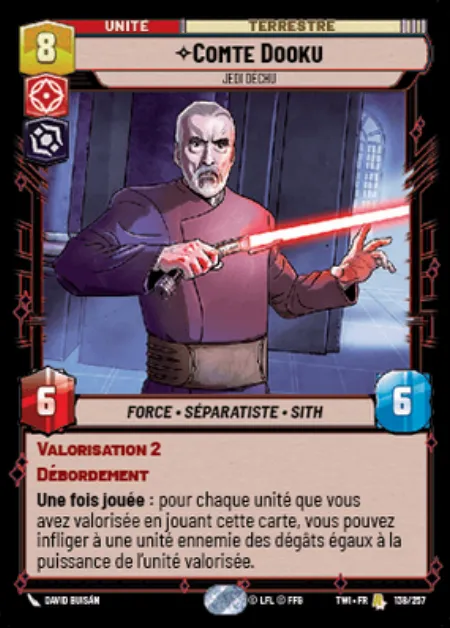 UNITÉ
TERRESTRE
8
COMTE DOOKU
JEDI DÉCHU
6
FORCE • SÉPARATISTE • SITH
6
VALORISATION 2
DÉBORDEMENT
Une fois jouée : pour chaque unité que vous
avez valorisée en jouant cette carte, vous pouvez
infliger à une unité ennemie des dégâts égaux à la
puissance de l'unité valorisée.
DAVID BUISÁN
© LFL © FFG
TWI • FR
138/257